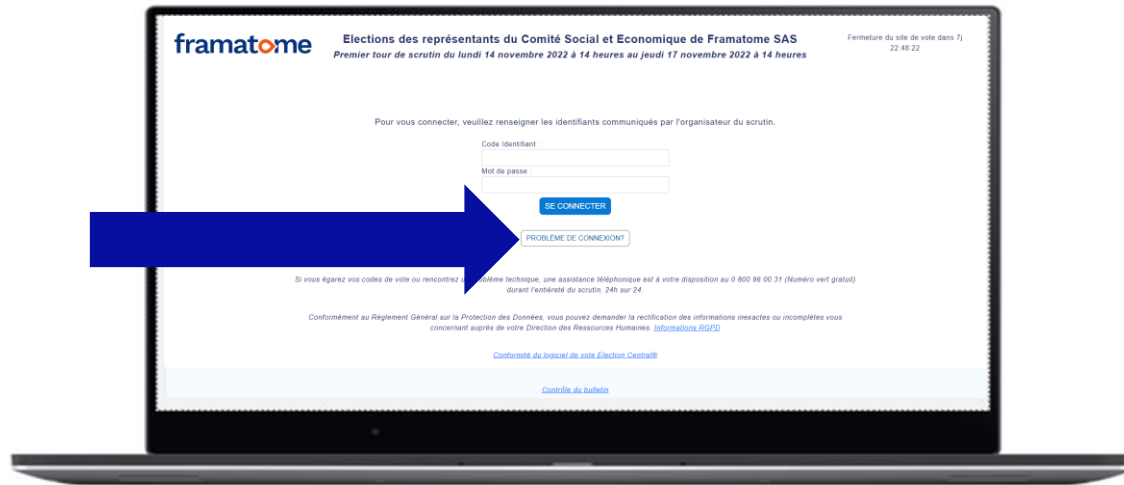 framatome
Elections des représentants du Comité Social et Economique de Framatome SAS
Premier tour de scrutin du lundi 14 novembre 2022 à 14 heures au jeudi 17 novembre 2022 à 14 heures
Fermeture du site de vote dans 7j
22:48:22
Pour vous connecter, veuillez renseigner les identifiants communiqués par l'organisateur du scrutin.
Code Identifiant :
Mot de passe :
SE CONNECTER
PROBLÈME DE CONNEXION?
Si vous égarez vos codes de vote ou rencontrez problème technique, une assistance téléphonique est à votre disposition au 0 800 96 00 31 (Numéro vert gratuit)
durant l'entièreté du scrutin, 24h sur 24.
Conformément au Règlement Général sur la Protection des Données, vous pouvez demander la rectification des informations inexactes ou incomplètes vous
concernant auprès de votre Direction des Ressources Humaines. Informations RGPD
Conformité du logiciel de vote Election Central®
Contrôle du bulletin